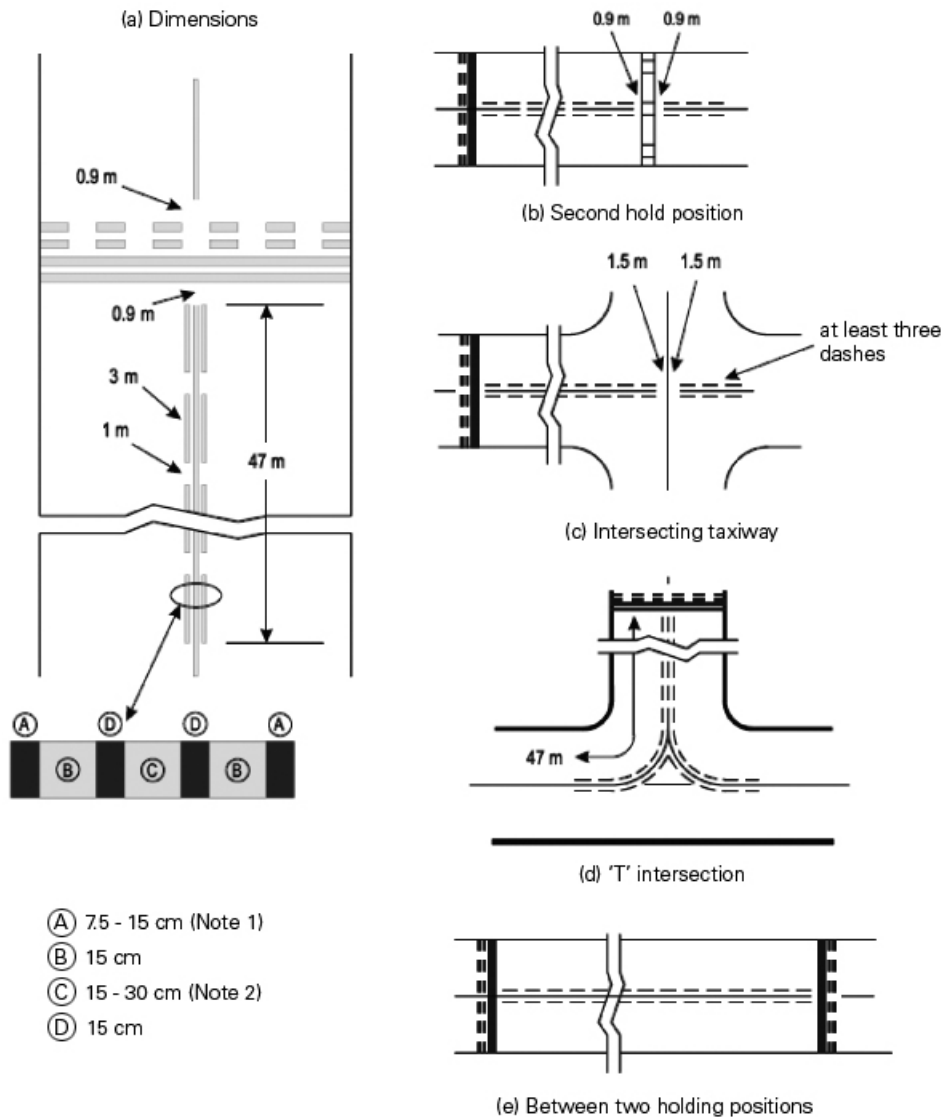 (a) Dimensions
0.9 m
0.9 m
3 m
1 m
47 m
A D D A
B C B
A 7.5 - 15 cm (Note 1)
B 15 cm
C 15 - 30 cm (Note 2)
D 15 cm
0.9 m 0.9 m
(b) Second hold position
1.5 m 1.5 m
at least three
dashes
(c) Intersecting taxiway
47 m
(d) 'T' intersection
(e) Between two holding positions